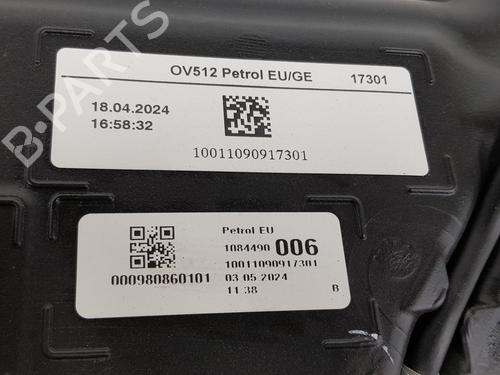 OV512 Petrol EU/GE 17301
18.04.2024
16:58:32
10011090917301
Petrol EU
1084490 006
10011090917301
000980860101 03-05-2024
11:38 B
B-PARTS